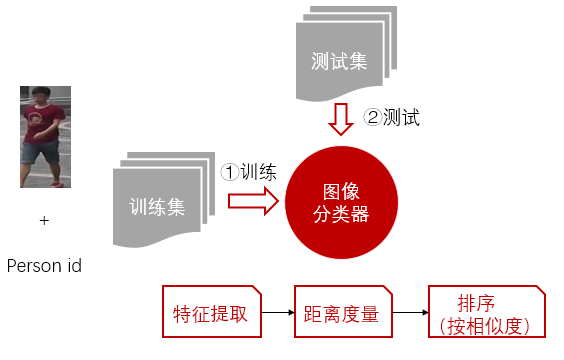 测试集
②测试
①训练
训练集
图像
分类器
+
Person id
特征提取
距离度量
排序
（按相似度）